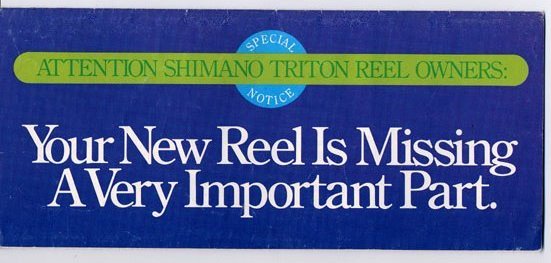 SPECIAL
ATTENTION SHIMANO TRITON REEL OWNERS:
NOTICE
Your New Reel Is Missing
A Very Important Part.